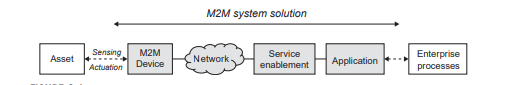 M2M system solution
Asset
Sensing
Actuation
M2M
Device
Network
Service
enablement
Application
Enterprise
processes